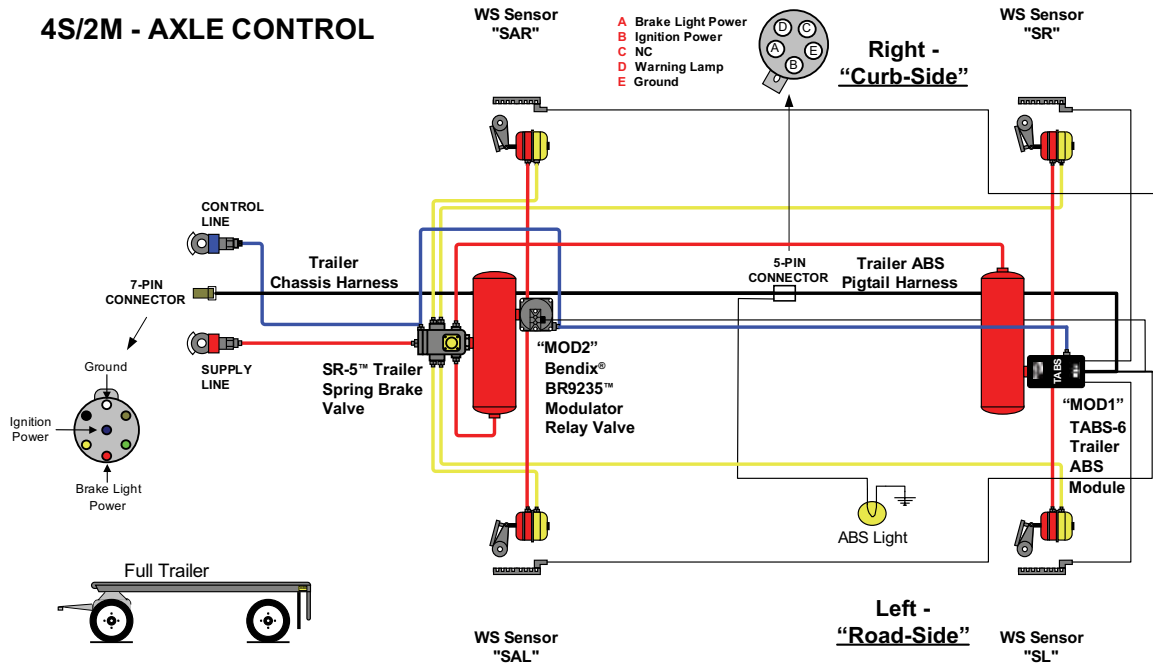 4S/2M - AXLE CONTROL
WS Sensor
"SAR"
A Brake Light Power
B Ignition Power
C NC
D Warning Lamp
E Ground
D
C
A
E
B
Right -
“Curb-Side”
WS Sensor
"SR"
CONTROL
LINE
7-PIN
CONNECTOR
Trailer
Chassis Harness
5-PIN
CONNECTOR
Trailer ABS
Pigtail Harness
SUPPLY
LINE
Ground
Ignition
Power
Brake Light
Power
SR-5™ Trailer
Spring Brake
Valve
“MOD2”
Bendix®
BR9235™
Modulator
Relay Valve
TABS
“MOD1”
TABS-6
Trailer
ABS
Module
ABS Light
Full Trailer
WS Sensor
"SAL"
Left -
“Road-Side”
WS Sensor
"SL"